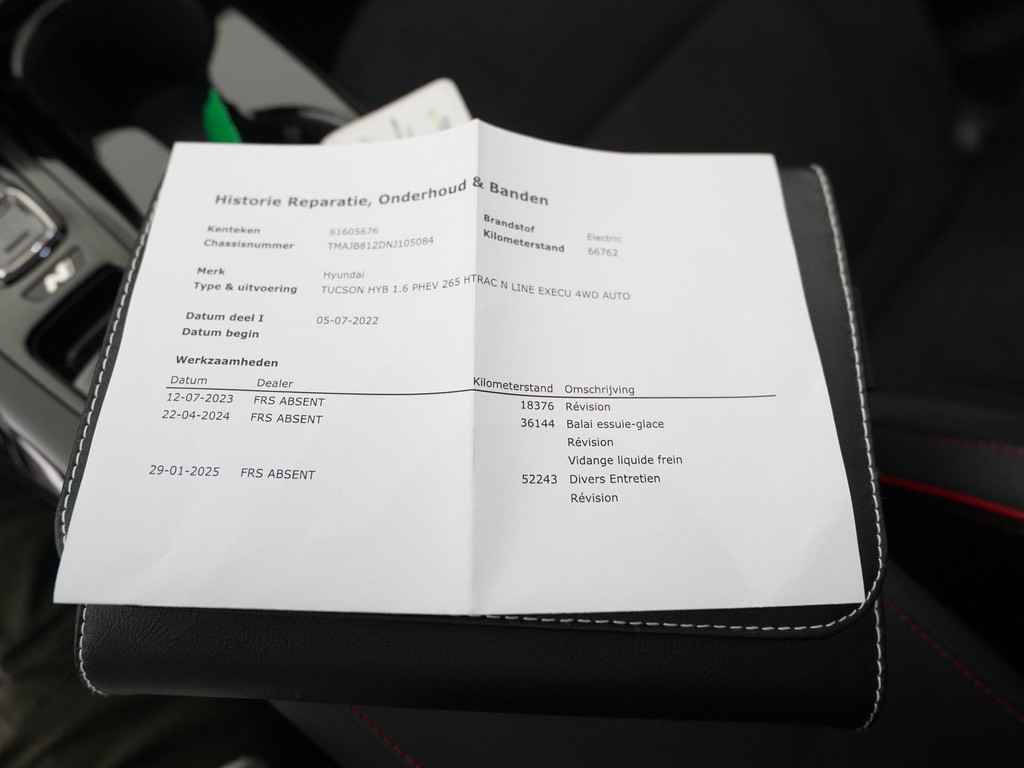 Historie Reparatie, Onderhoud & Banden
Kenteken 61605676 Brandstof Electric
Chassisnummer TMAJB812DNJ105084 Kilometerstand 66762
Merk Hyundai
Type & uitvoering TUCSON HYB 1.6 PHEV 265 HTRAC N LINE EXECU 4WD AUTO
Datum deel I 05-07-2022
Datum begin
Werkzaamheden
Datum Dealer Kilometerstand Omschrijving
12-07-2023 FRS ABSENT 18376 Révision
22-04-2024 FRS ABSENT 36144 Balai essuie-glace
Révision
Vidange liquide frein
29-01-2025 FRS ABSENT 52243 Divers Entretien
Révision
N